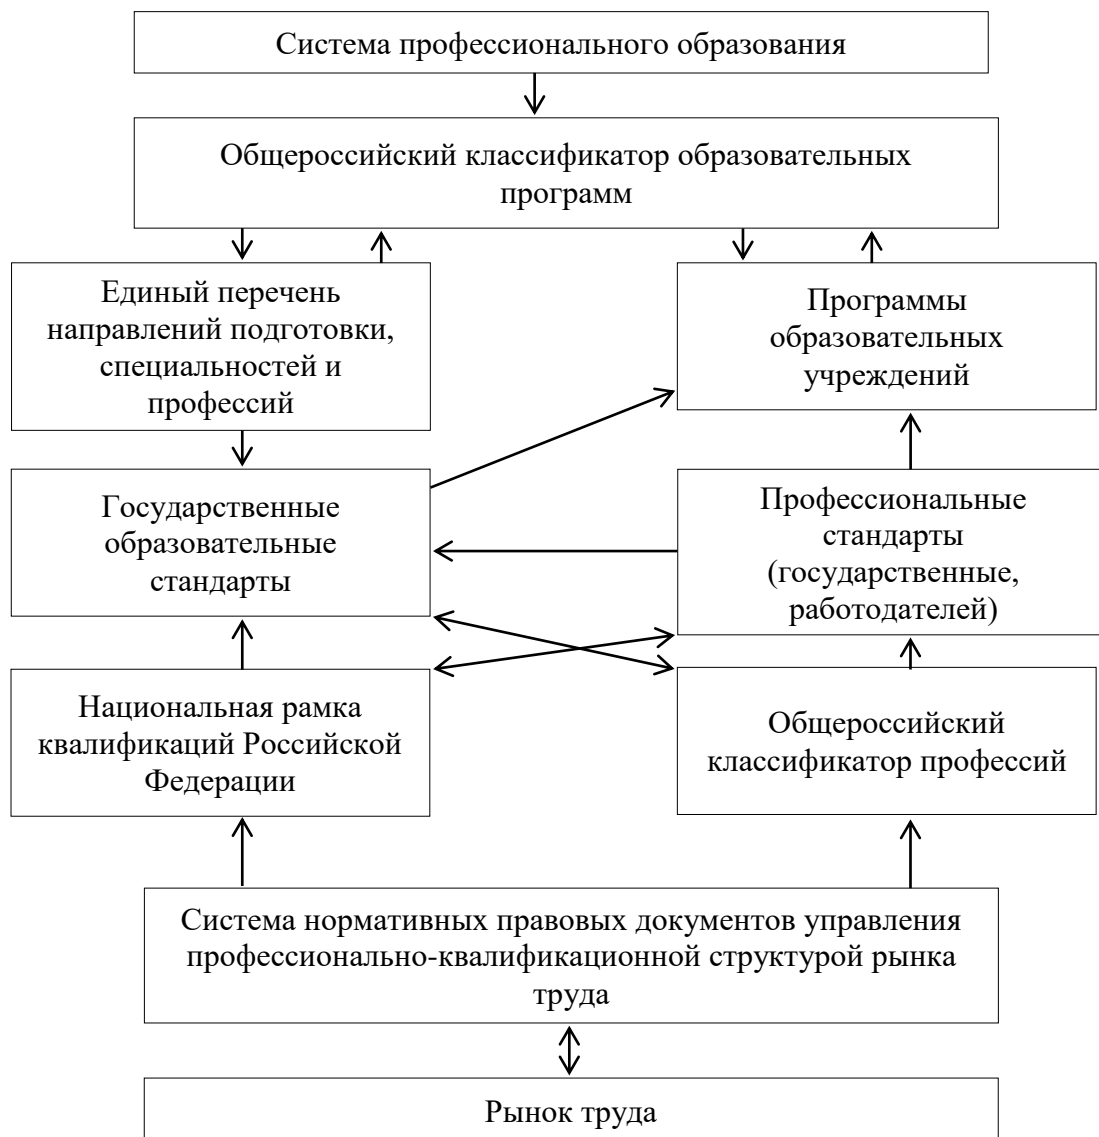 Система профессионального образования
Общероссийский классификатор образовательных
программ
Единый перечень
направлений подготовки,
специальностей и
профессий
Программы
образовательных
учреждений
Государственные
образовательные
стандарты
Профессиональные
стандарты
(государственные,
работодателей)
Национальная рамка
квалификаций Российской
Федерации
Общероссийский
классификатор профессий
Система нормативных правовых документов управления
профессионально-квалификационной структурой рынка
труда
Рынок труда